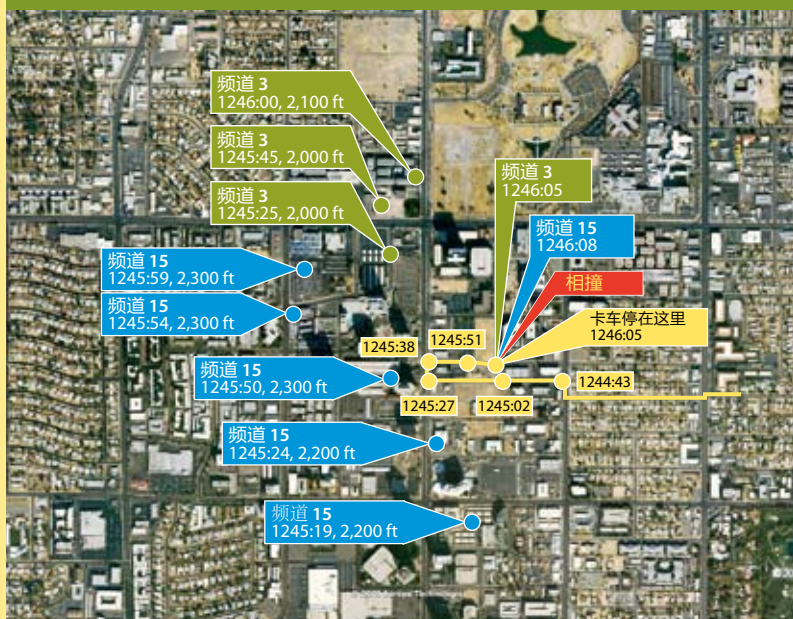 频道 3
1246:00, 2,100 ft
频道 3
1245:45, 2,000 ft
频道 3
1245:25, 2,000 ft
频道 3
1246:05
频道 15
1246:08
相撞
卡车停在这里
1246:05
频道 15
1245:59, 2,300 ft
频道 15
1245:54, 2,300 ft
1245:38
1245:51
频道 15
1245:50, 2,300 ft
1245:27
1245:02
1244:43
频道 15
1245:24, 2,200 ft
频道 15
1245:19, 2,200 ft